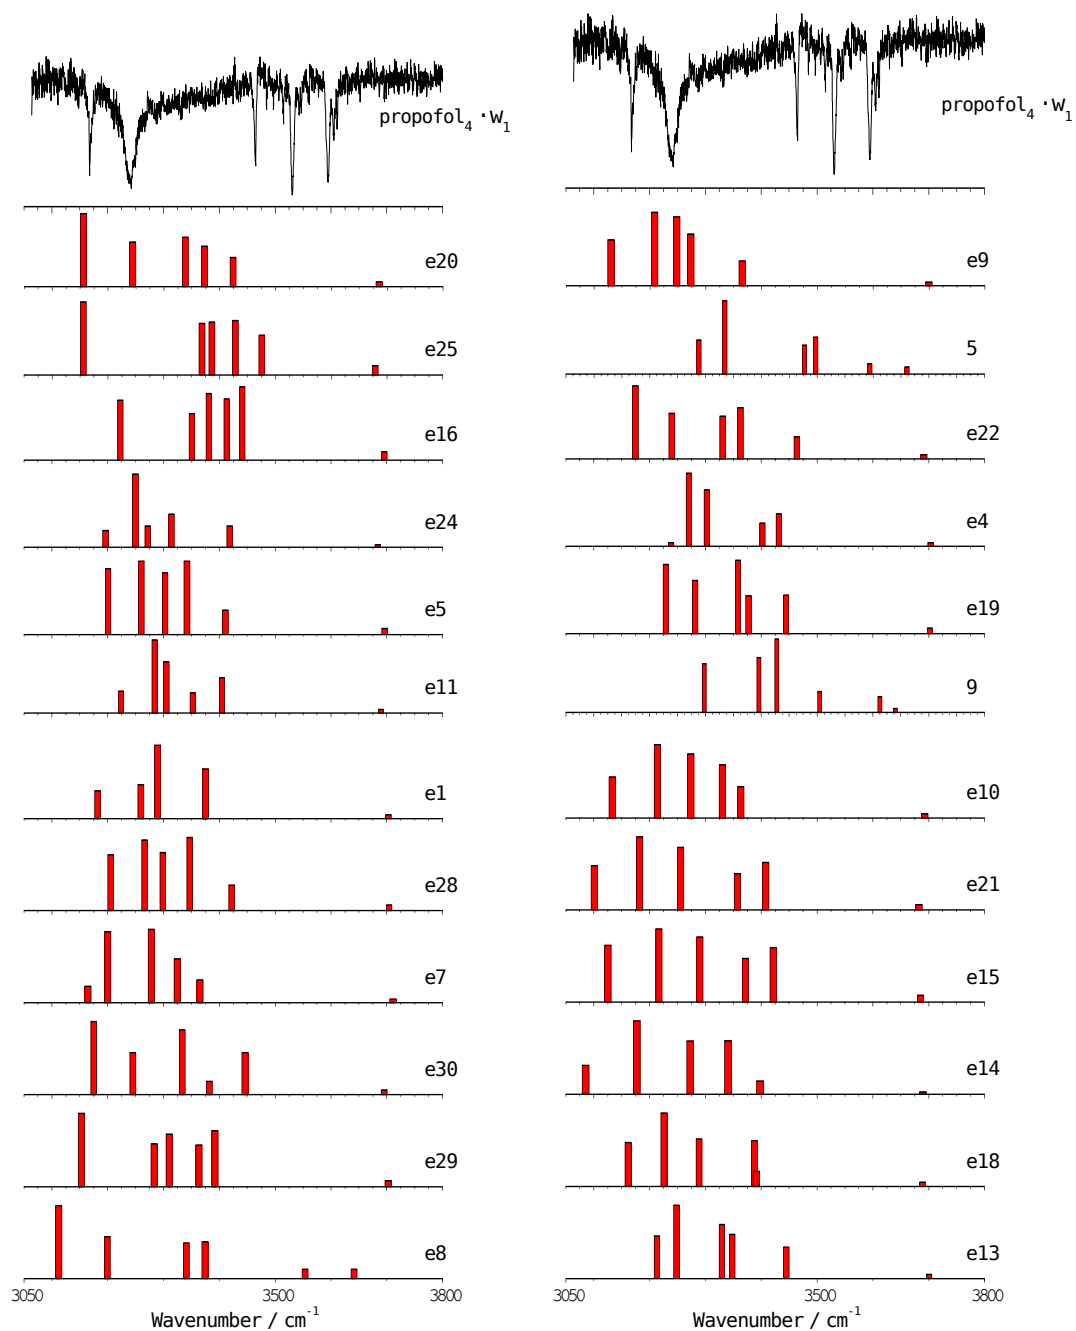 propofol4 · w1
e20
e25
e16
e24
e5
e11
e1
e28
e7
e30
e29
e8
3050 3500 3800
Wavenumber / cm-1
propofol4 · w1
e9
5
e22
e4
e19
9
e10
e21
e15
e14
e18
e13
3050 3500 3800
Wavenumber / cm-1